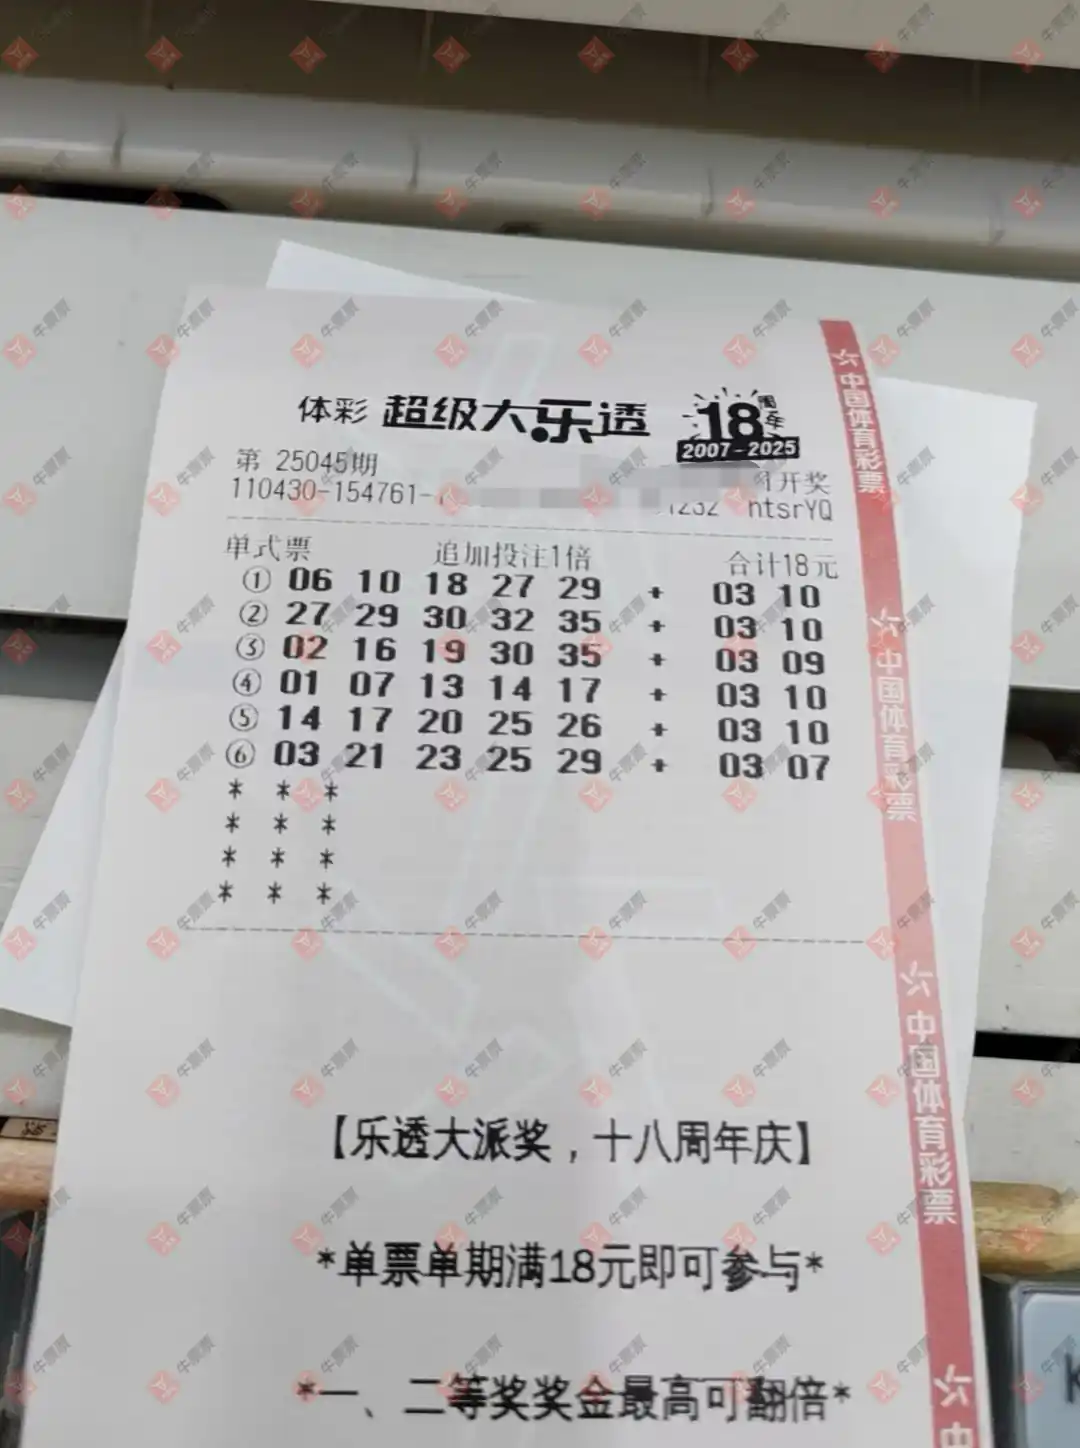 体彩 超级大乐透 18周年
2007-2025
第 25045期
开奖
110430-154761-
1232 ntsrYQ
单式票 追加投注1倍 合计18元
① 06 10 18 27 29 + 03 10
② 27 29 30 32 35 + 03 10
③ 02 16 19 30 35 + 03 09
④ 01 07 13 14 17 + 03 10
⑤ 14 17 20 25 26 + 03 10
⑥ 03 21 23 25 29 + 03 07
* * *
* * *
* * *
* * *
【乐透大派奖，十八周年庆】
*单票单期满18元即可参与*
*一、二等奖奖金最高可翻倍*
中国体育彩票
中国体育彩票
中国体育彩票
中
牛票票
K